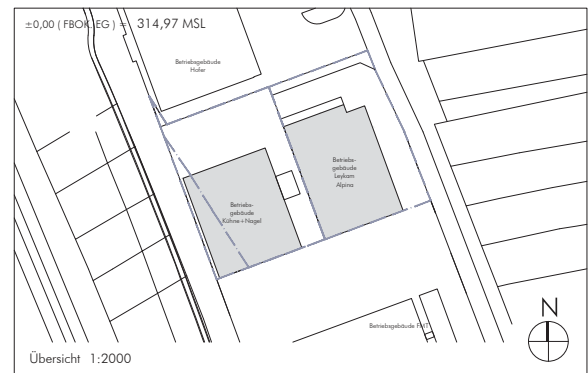 ±0,00 ( FBOK. EG ) = 314,97 MSL
Betriebsgebäude
Hofer
Betriebs-
gebäude
Leykam
Alpina
Betriebs-
gebäude
Kühne+Nagel
Betriebsgebäude FMT
N
Übersicht 1:2000